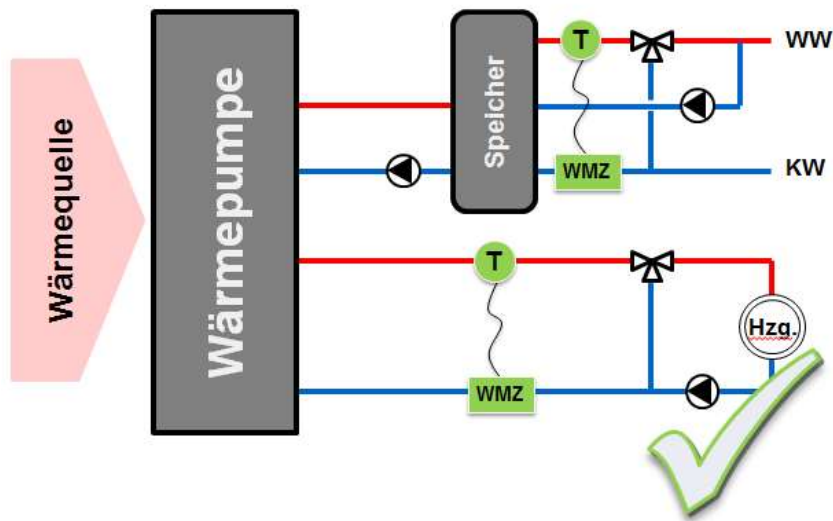 Wärmequelle
Wärmepumpe
Speicher
T
WMZ
WW
KW
T
WMZ
Hzg.